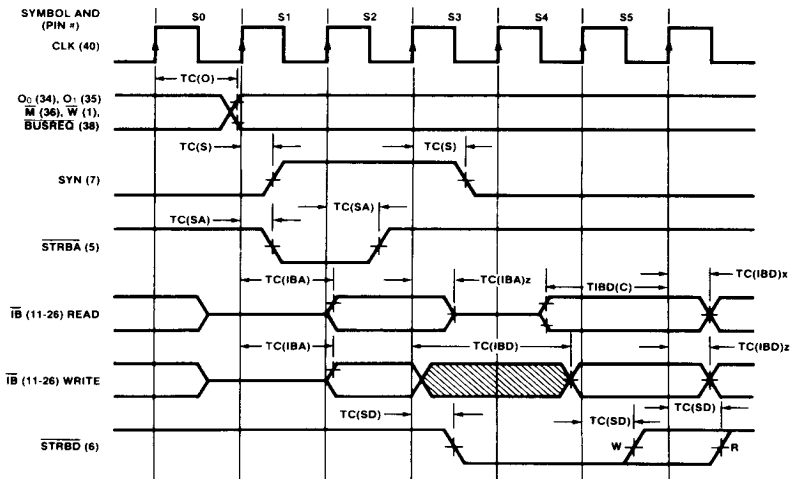 SYMBOL AND
(PIN #)
S0 S1 S2 S3 S4 S5
CLK (40)
TC(O)
O0 (34), O1 (35)
M (36), W (1),
BUSREQ (38)
TC(S) TC(S)
SYN (7)
TC(SA) TC(SA)
STRBA (5)
TC(IBA) TC(IBA)z TIBD(C) TC(IBD)x
IB (11-26) READ
TC(IBA) TC(IBD) TC(IBD)z
IB (11-26) WRITE
TC(SD) TC(SD) TC(SD)
STRBD (6)
W R